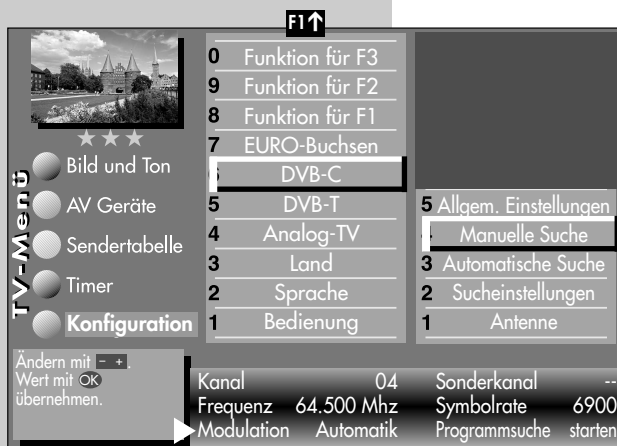 F1↑
0 Funktion für F3
9 Funktion für F2
8 Funktion für F1
7 EURO-Buchsen
6 DVB-C
5 DVB-T
4 Analog-TV
3 Land
2 Sprache
1 Bedienung
TV-Menü
Bild und Ton
AV Geräte
Sendertabelle
Timer
Konfiguration
5 Allgem. Einstellungen
Manuelle Suche
3 Automatische Suche
2 Sucheinstellungen
1 Antenne
Ändern mit - + .
Wert mit OK
übernehmen.
Kanal 04 Sonderkanal --
Frequenz 64.500 Mhz Symbolrate 6900
Modulation Automatik Programmsuche starten